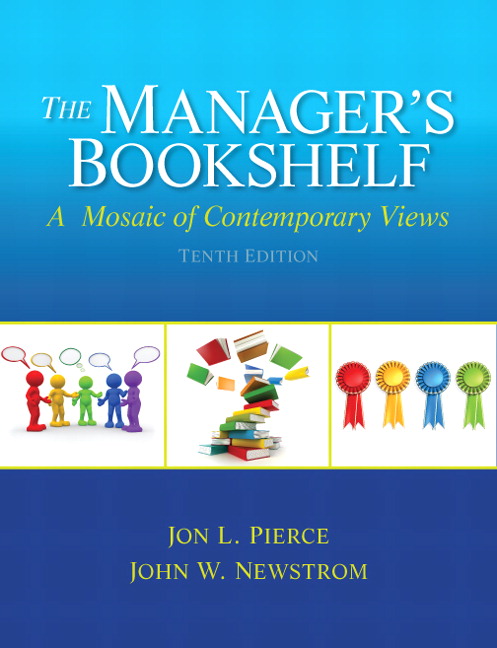 THE MANAGER'S
BOOKSHELF
A Mosaic of Contemporary Views
TENTH EDITION
JON L. PIERCE
JOHN W. NEWSTROM